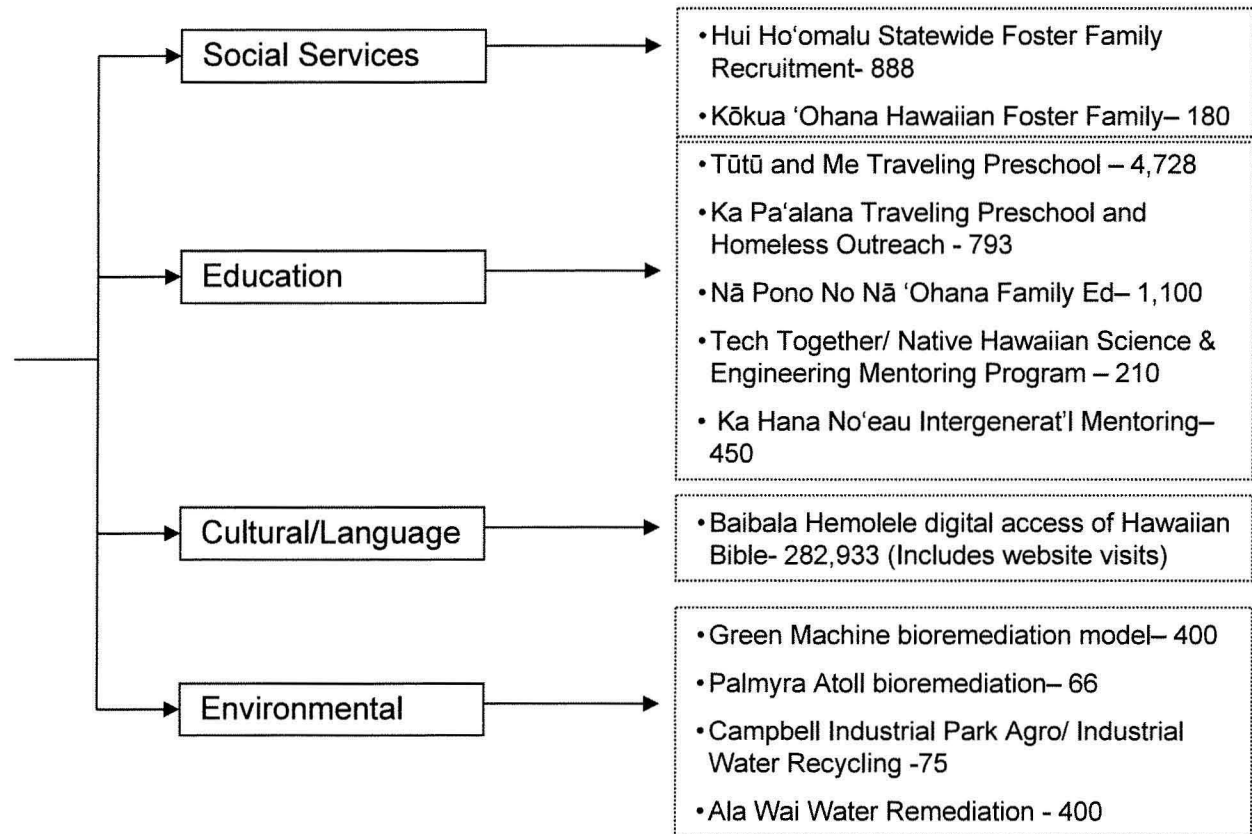 Social Services
• Hui Ho‘omalu Statewide Foster Family
Recruitment- 888
• Kōkua ‘Ohana Hawaiian Foster Family– 180
Education
• Tūtū and Me Traveling Preschool – 4,728
• Ka Pa‘alana Traveling Preschool and
Homeless Outreach - 793
• Nā Pono No Nā ‘Ohana Family Ed– 1,100
• Tech Together/ Native Hawaiian Science &
Engineering Mentoring Program – 210
• Ka Hana No‘eau Intergenerat’l Mentoring–
450
Cultural/Language
• Baibala Hemolele digital access of Hawaiian
Bible- 282,933 (Includes website visits)
Environmental
• Green Machine bioremediation model– 400
• Palmyra Atoll bioremediation– 66
• Campbell Industrial Park Agro/ Industrial
Water Recycling -75
• Ala Wai Water Remediation - 400